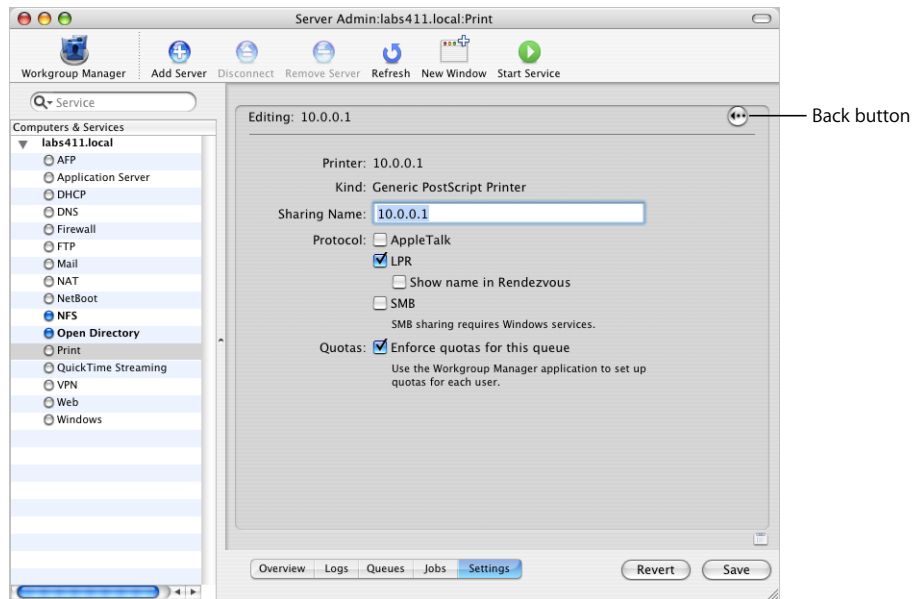 Server Admin:labs411.local:Print
Workgroup Manager Add Server Disconnect Remove Server Refresh New Window Start Service
Service
Computers & Services
labs411.local
AFP
Application Server
DHCP
DNS
Firewall
FTP
Mail
NAT
NetBoot
NFS
Open Directory
Print
QuickTime Streaming
VPN
Web
Windows
Editing: 10.0.0.1
Back button
Printer: 10.0.0.1
Kind: Generic PostScript Printer
Sharing Name: 10.0.0.1
Protocol: AppleTalk
LPR
Show name in Rendezvous
SMB
SMB sharing requires Windows services.
Quotas: Enforce quotas for this queue
Use the Workgroup Manager application to set up
quotas for each user.
Overview Logs Queues Jobs Settings
Revert Save